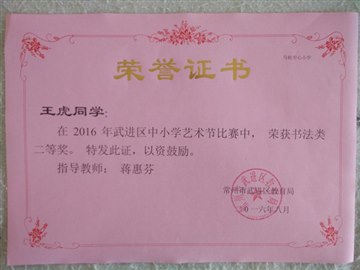 荣誉证书
王虎同学:
在 2016 年武进区中小学艺术节比赛中, 荣获书法类
二等奖。 特发此证, 以资鼓励。
指导教师: 蒋惠芬
常州市武进区教育局
二〇一六年八月